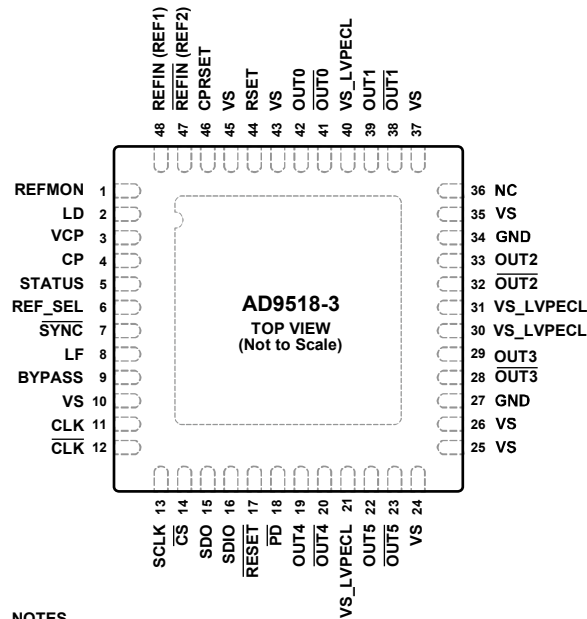 48 REFIN (REF1)
47 REFIN (REF2)
46 CPRSET
45 VS
44 RSET
43 VS
42 OUT0
41 OUT0
40 VS_LVPECL
39 OUT1
38 OUT1
37 VS
REFMON 1
LD 2
VCP 3
CP 4
STATUS 5
REF_SEL 6
SYNC 7
LF 8
BYPASS 9
VS 10
CLK 11
CLK 12
AD9518-3
TOP VIEW
(Not to Scale)
36 NC
35 VS
34 GND
33 OUT2
32 OUT2
31 VS_LVPECL
30 VS_LVPECL
29 OUT3
28 OUT3
27 GND
26 VS
25 VS
SCLK 13
CS 14
SDO 15
SDIO 16
RESET 17
PD 18
OUT4 19
OUT4 20
VS_LVPECL 21
OUT5 22
OUT5 23
VS 24
NOTES